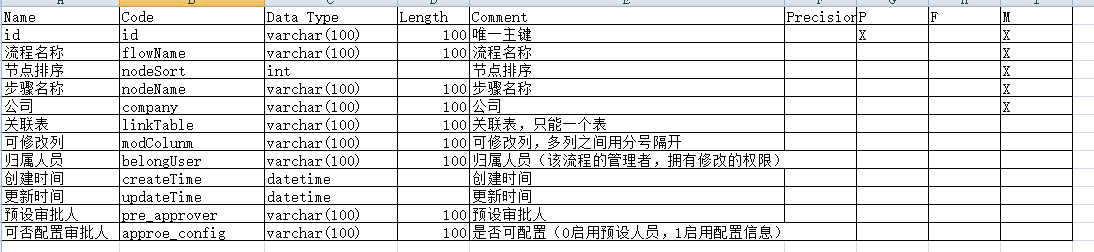 A B C D E F G H I
Name Code Data Type Length Comment Precision P F M
id id varchar(100) 100 唯一主键 X X
流程名称 flowName varchar(100) 100 流程名称 X
节点排序 nodeSort int 节点排序 X
步骤名称 nodeName varchar(100) 100 步骤名称 X
公司 company varchar(100) 100 公司 X
关联表 linkTable varchar(100) 100 关联表，只能一个表
可修改列 modColunm varchar(100) 100 可修改列，多列之间用分号隔开
归属人员 belongUser varchar(100) 100 归属人员（该流程的管理者，拥有修改的权限）
创建时间 createTime datetime 创建时间
更新时间 updateTime datetime 更新时间
预设审批人 pre_approver varchar(100) 100 预设审批人
可否配置审批人 approe_config varchar(100) 100 是否可配置（0启用预设人员，1启用配置信息）